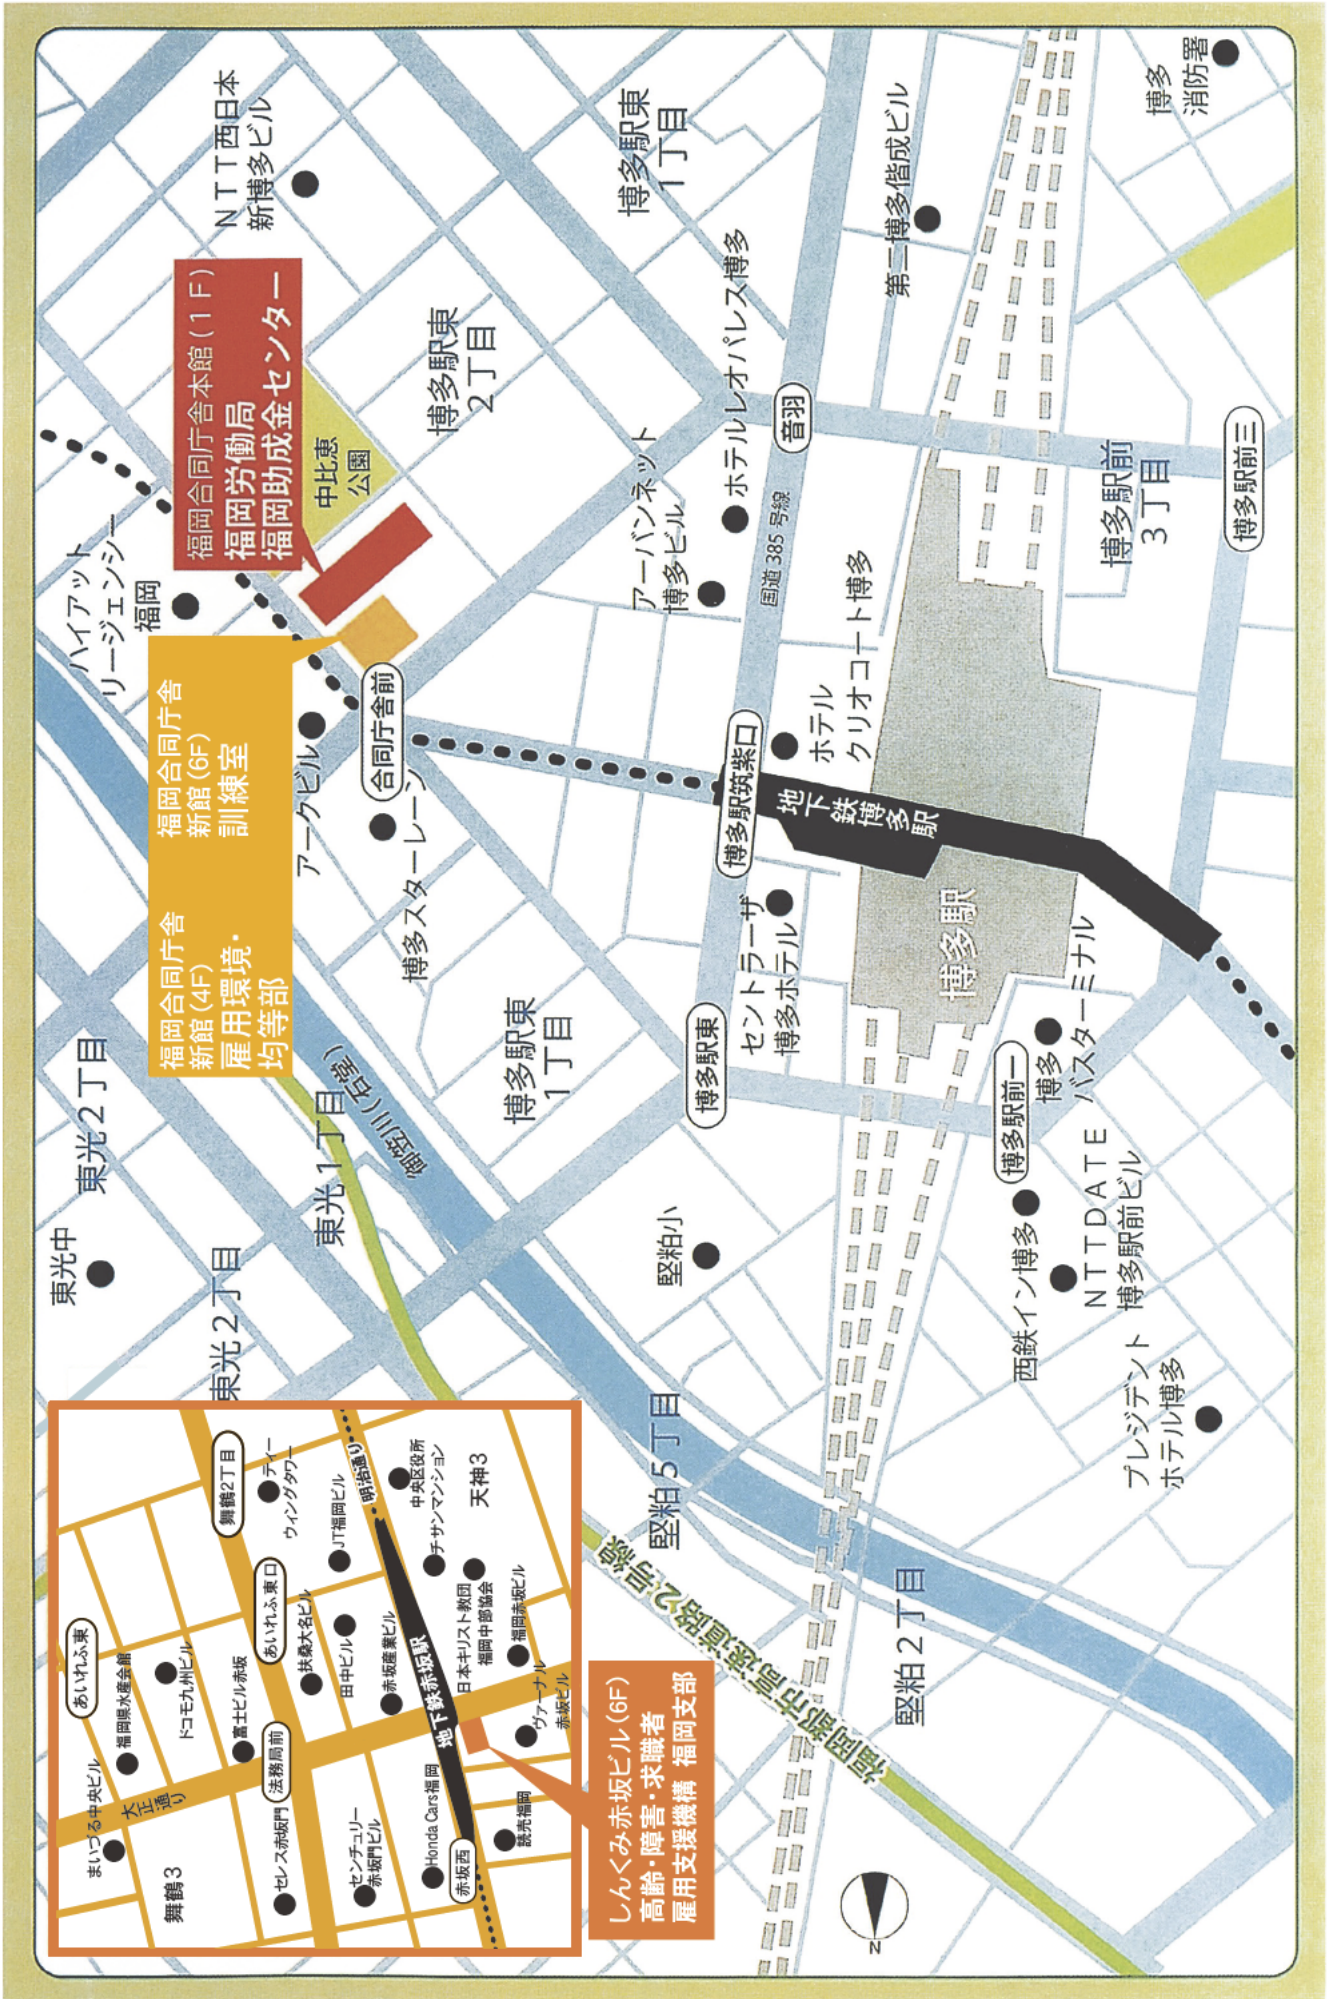 東光中
東光２丁目
東光２丁目
東光１丁目
御笠川(石堂)
ハイアット
リージェンシー
福岡
NTT西日本
新博多ビル
福岡合同庁舎本館(１F)
福岡労働局
福岡助成金センター
中比恵
公園
福岡合同庁舎
新館(6F)
訓練室
福岡合同庁舎
新館(4F)
雇用環境・
均等部
アークビル
合同庁舎前
博多スターレーン
博多駅東
２丁目
博多駅東
１丁目
博多駅東
１丁目
アーバンネット
博多ビル
ホテルレオパレス博多
国道385号線
音羽
第二博多偕成ビル
博多
消防署
博多駅筑紫口
ホテル
クリオコート博多
地下鉄博多駅
博多駅
セントラーザ
博多ホテル
博多駅東
博多駅前
３丁目
博多駅前三
博多駅前一
博多
バスターミナル
西鉄イン博多
NTTDATE
博多駅前ビル
プレジデント
ホテル博多
堅粕小
堅粕５丁目
堅粕２丁目
福岡都市高速道路２号線
N
あいれふ東
舞鶴2丁目
ティー
ウィングタワー
JT福岡ビル
明治通り
中央区役所
チサンマンション
天神3
あいれふ東口
扶桑大名ビル
田中ビル
赤坂産業ビル
日本キリスト教団
福岡中部協会
福岡赤坂ビル
福岡県水産会館
ドコモ九州ビル
富士ビル赤坂
法務局前
まいづる中央ビル
大正通り
舞鶴3
セレス赤坂門
センチュリー
赤坂門ビル
Honda Cars福岡
赤坂西
地下鉄赤坂駅
読売福岡
ヴァーナル
赤坂ビル
しんくみ赤坂ビル(6F)
高齢・障害・求職者
雇用支援機構 福岡支部